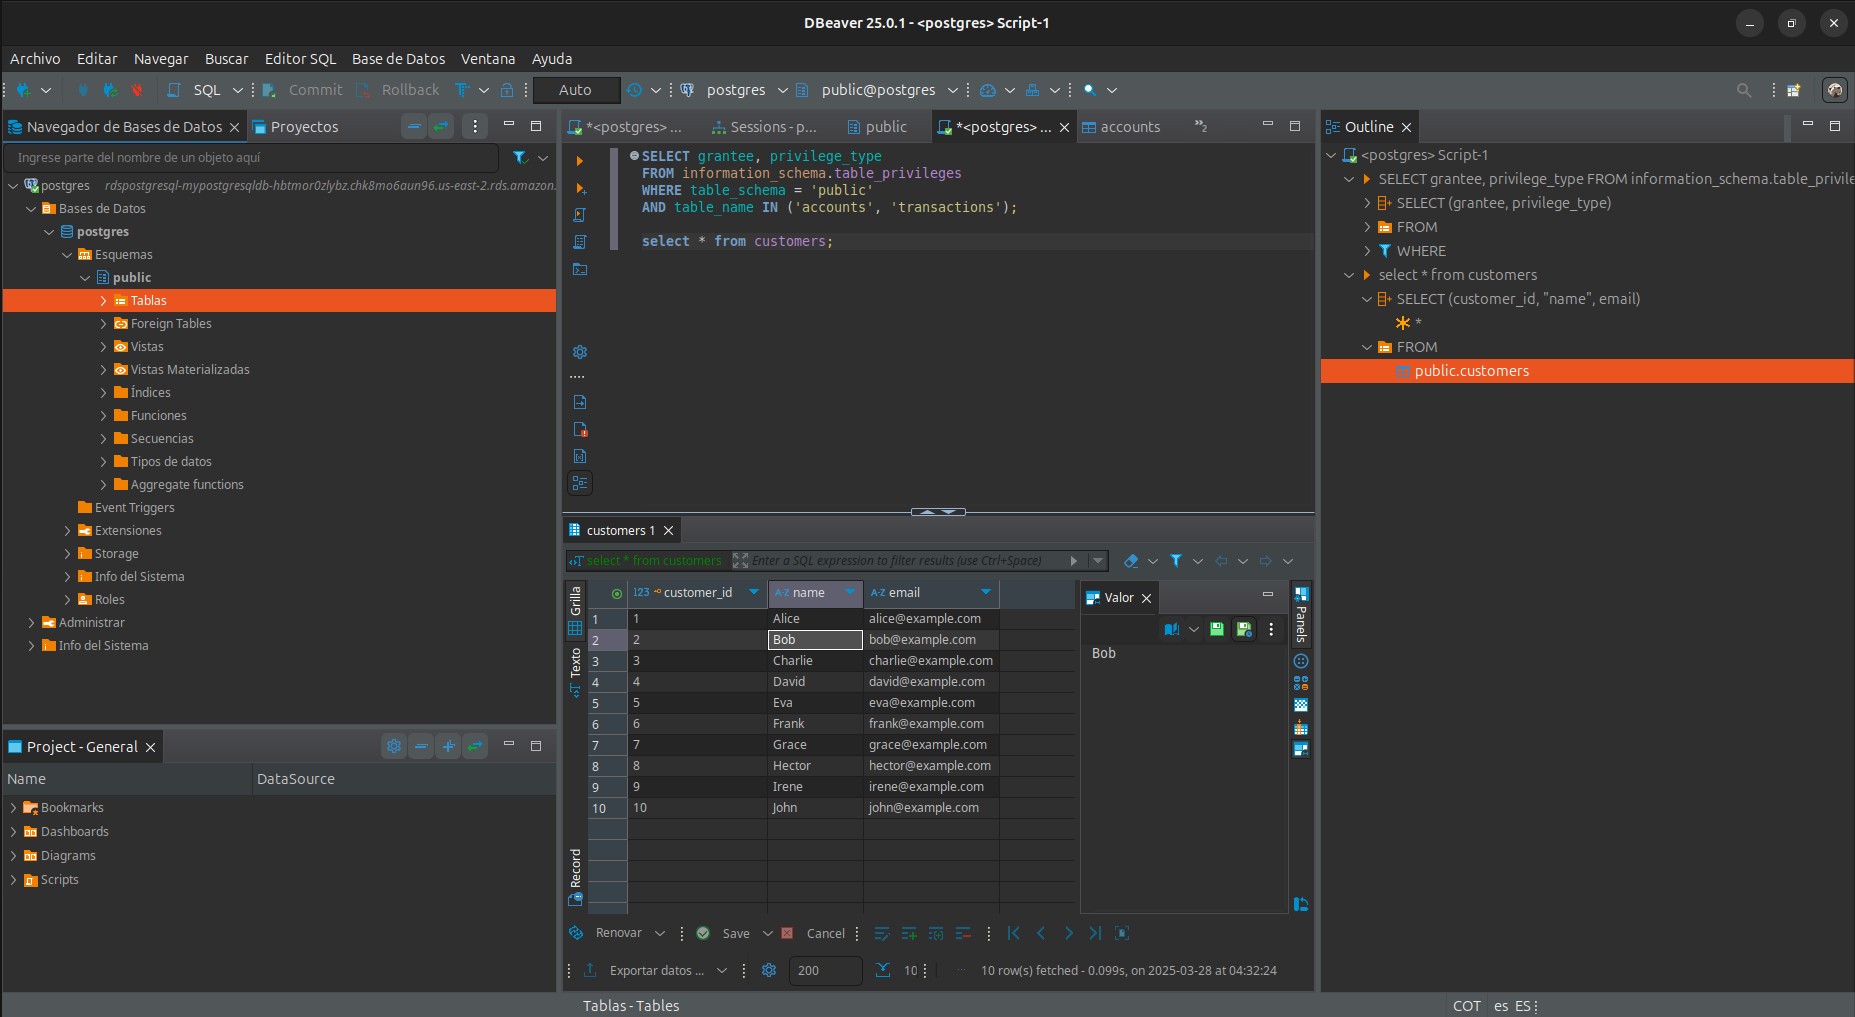 DBeaver 25.0.1 - <postgres> Script-1
Archivo Editar Navegar Buscar Editor SQL Base de Datos Ventana Ayuda
SQL Commit Rollback Auto postgres public@postgres
Navegador de Bases de Datos Proyectos
Ingrese parte del nombre de un objeto aquí
postgres rdspostgresql-mypostgresqldb-hbtmor0zlybz.chk8mo6aun96.us-east-2.rds.amazon.
Bases de Datos
postgres
Esquemas
public
Tablas
Foreign Tables
Vistas
Vistas Materializadas
Índices
Funciones
Secuencias
Tipos de datos
Aggregate functions
Event Triggers
Extensiones
Storage
Info del Sistema
Roles
Administrar
Info del Sistema
Project - General
Name DataSource
Bookmarks
Dashboards
Diagrams
Scripts
*<postgres> ... Sessions - p... public *<postgres> ... accounts »2
SELECT grantee, privilege_type
FROM information_schema.table_privileges
WHERE table_schema = 'public'
AND table_name IN ('accounts', 'transactions');
select * from customers;
customers 1
select * from customers Enter a SQL expression to filter results (use Ctrl+Space)
Grilla
Texto
Record
123 customer_id A-Z name A-Z email
1 1 Alice alice@example.com
2 2 Bob bob@example.com
3 3 Charlie charlie@example.com
4 4 David david@example.com
5 5 Eva eva@example.com
6 6 Frank frank@example.com
7 7 Grace grace@example.com
8 8 Hector hector@example.com
9 9 Irene irene@example.com
10 10 John john@example.com
Valor
Bob
Panels
Renovar Save Cancel
Exportar datos ... 200 10 10 row(s) fetched - 0.099s, on 2025-03-28 at 04:32:24
Outline
<postgres> Script-1
SELECT grantee, privilege_type FROM information_schema.table_privile
SELECT (grantee, privilege_type)
FROM
WHERE
select * from customers
SELECT (customer_id, "name", email)
*
FROM
public.customers
Tablas - Tables COT es ES